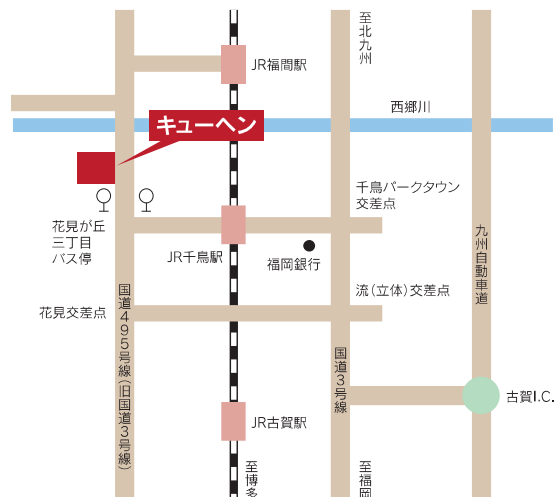 至北九州
JR福間駅
西郷川
キューヘン
千鳥パークタウン
交差点
花見が丘
三丁目
バス停
JR千鳥駅
福岡銀行
九州自動車道
花見交差点
国道495号線(旧国道3号線)
流(立体)交差点
国道3号線
古賀I.C.
JR古賀駅
至博多
至福岡